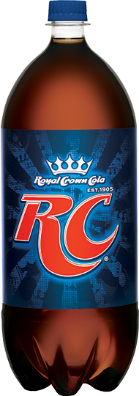 Royal Crown Cola
EST. 1905
RC
®